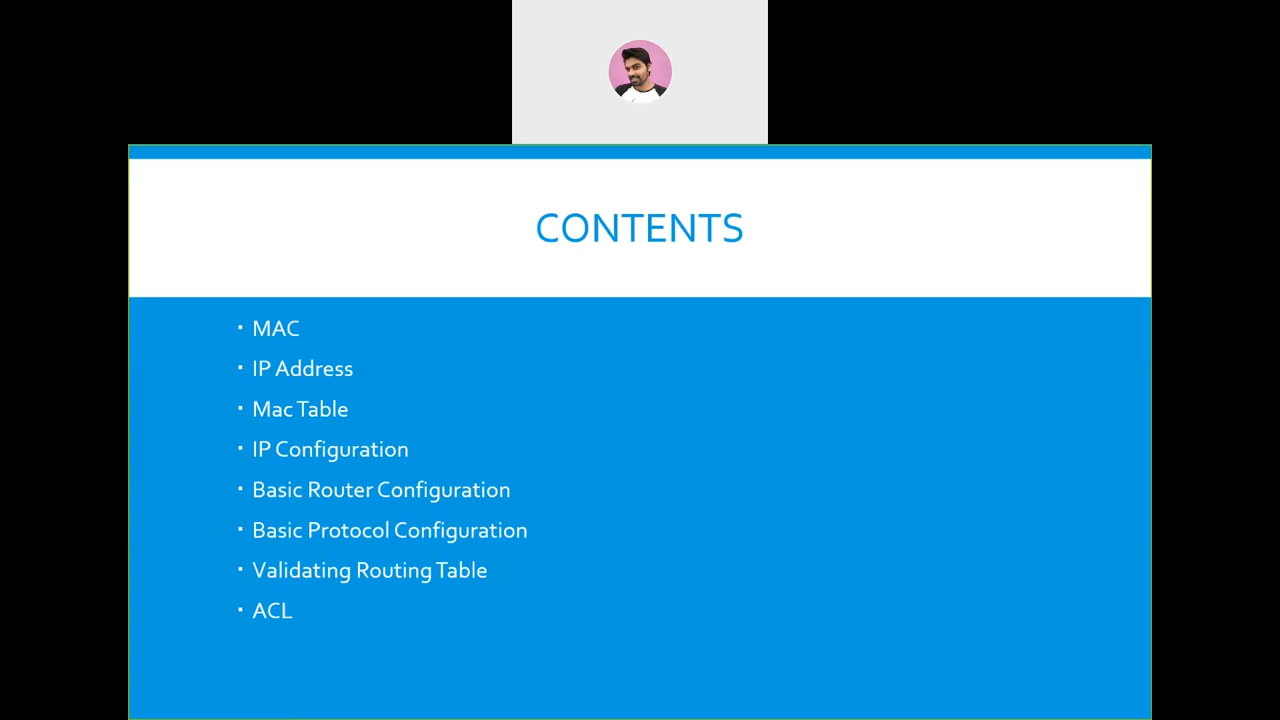 CONTENTS
▪ MAC
▪ IP Address
▪ Mac Table
▪ IP Configuration
▪ Basic Router Configuration
▪ Basic Protocol Configuration
▪ Validating Routing Table
▪ ACL